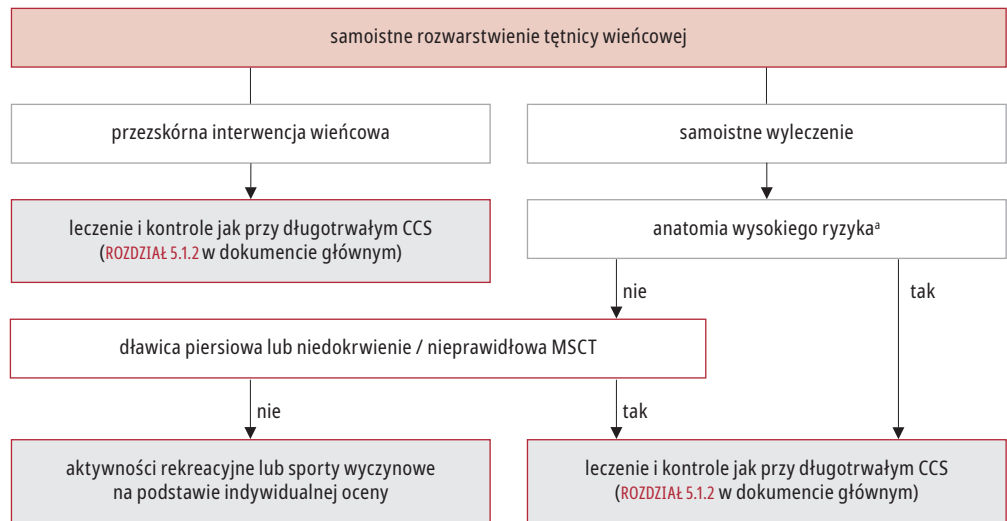 samoistne rozwarstwienie tętnicy wieńcowej
przezskórna interwencja wieńcowa
samoistne wyleczenie
leczenie i kontrole jak przy długotrwałym CCS
(ROZDZIAŁ 5.1.2 w dokumencie głównym)
anatomia wysokiego ryzykaᵃ
nie
tak
dławica piersiowa lub niedokrwienie / nieprawidłowa MSCT
nie
tak
aktywności rekreacyjne lub sporty wyczynowe
na podstawie indywidualnej oceny
leczenie i kontrole jak przy długotrwałym CCS
(ROZDZIAŁ 5.1.2 w dokumencie głównym)